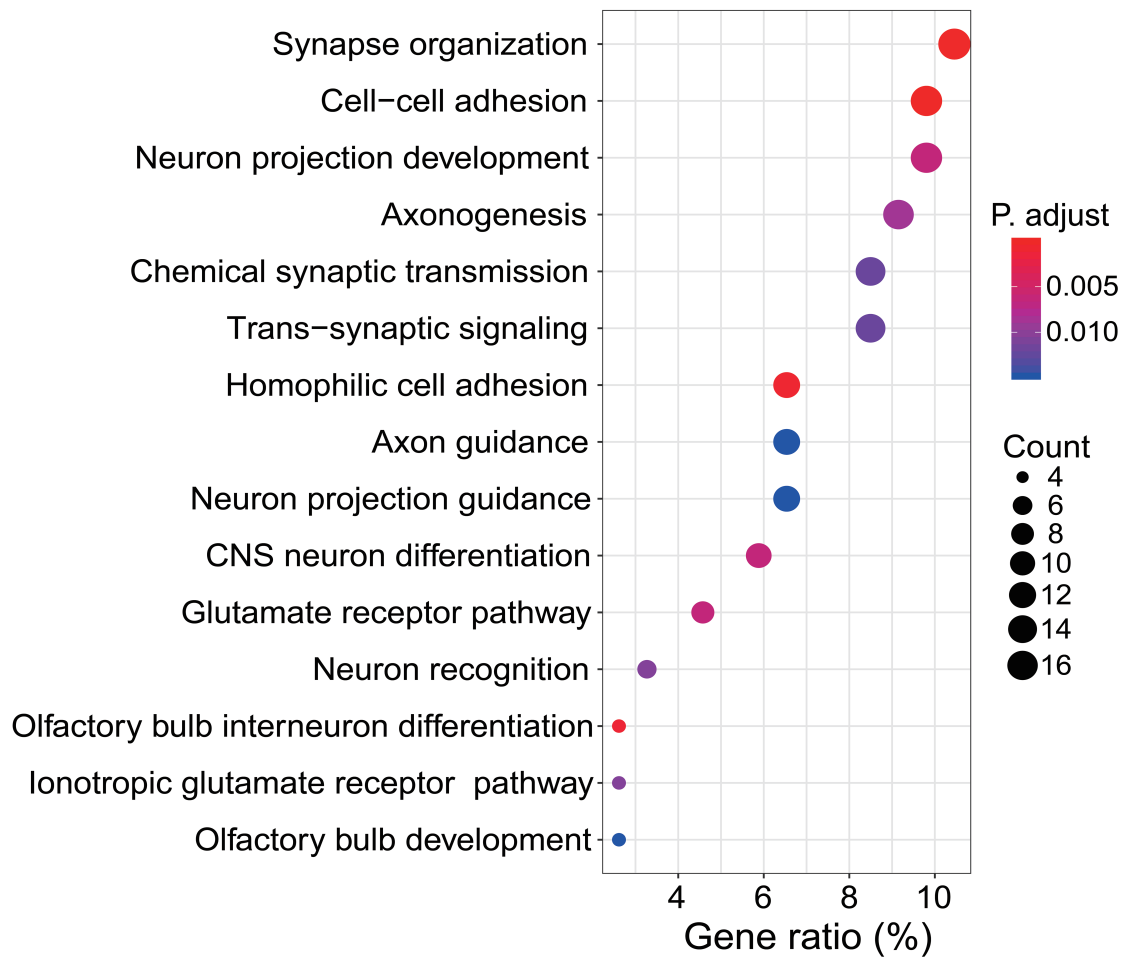 Synapse organization
Cell−cell adhesion
Neuron projection development
Axonogenesis
Chemical synaptic transmission
Trans−synaptic signaling
Homophilic cell adhesion
Axon guidance
Neuron projection guidance
CNS neuron differentiation
Glutamate receptor pathway
Neuron recognition
Olfactory bulb interneuron differentiation
Ionotropic glutamate receptor  pathway
Olfactory bulb development
4 6 8 10
Gene ratio (%)
P. adjust
0.005
0.010
Count
4
6
8
10
12
14
16